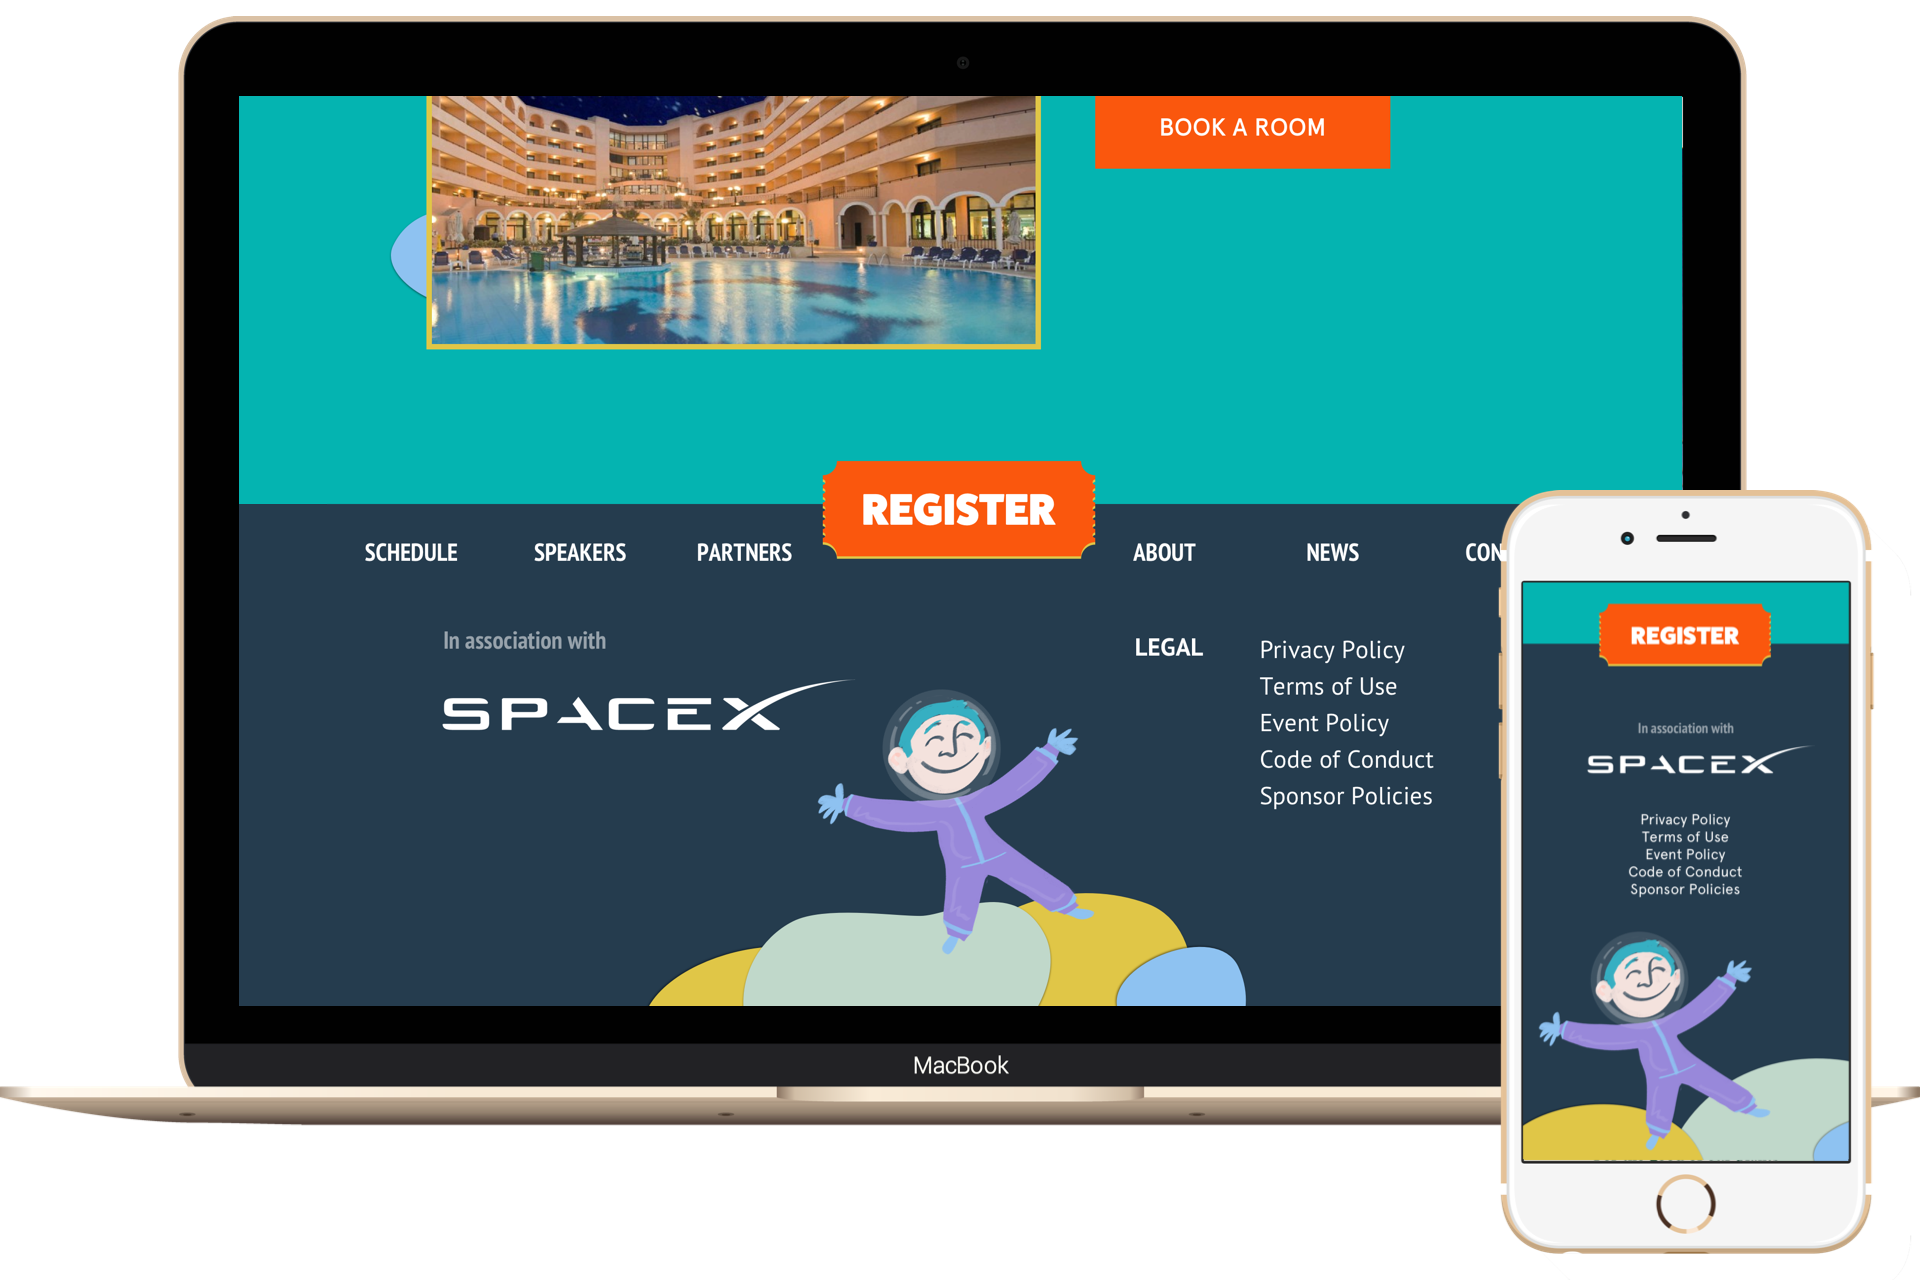 BOOK A ROOM
REGISTER
SCHEDULE
SPEAKERS
PARTNERS
ABOUT
NEWS
CON
In association with
SPACEX
LEGAL
Privacy Policy
Terms of Use
Event Policy
Code of Conduct
Sponsor Policies
MacBook
REGISTER
In association with
SPACEX
Privacy Policy
Terms of Use
Event Policy
Code of Conduct
Sponsor Policies